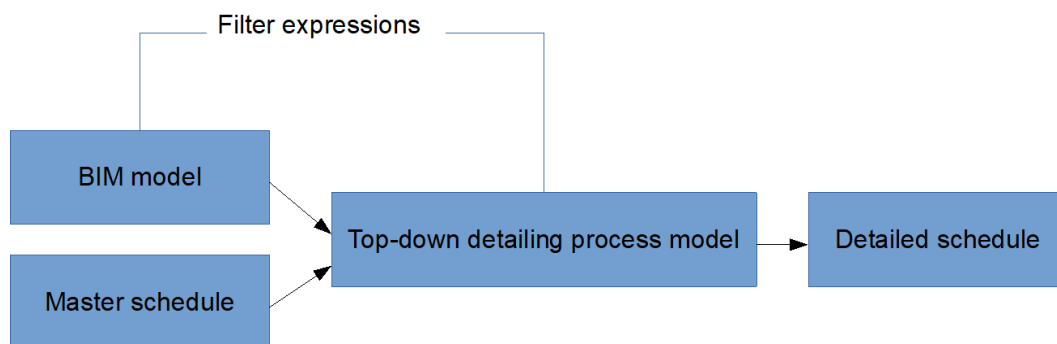 Filter expressions
BIM model
Top-down detailing process model
Detailed schedule
Master schedule